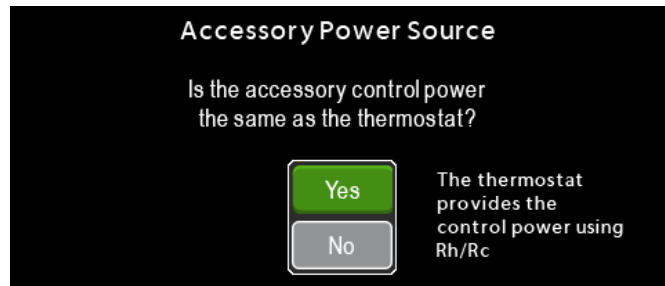 Accessory Power Source
Is the accessory control power
the same as the thermostat?
Yes
No
The thermostat
provides the
control power using
Rh/Rc